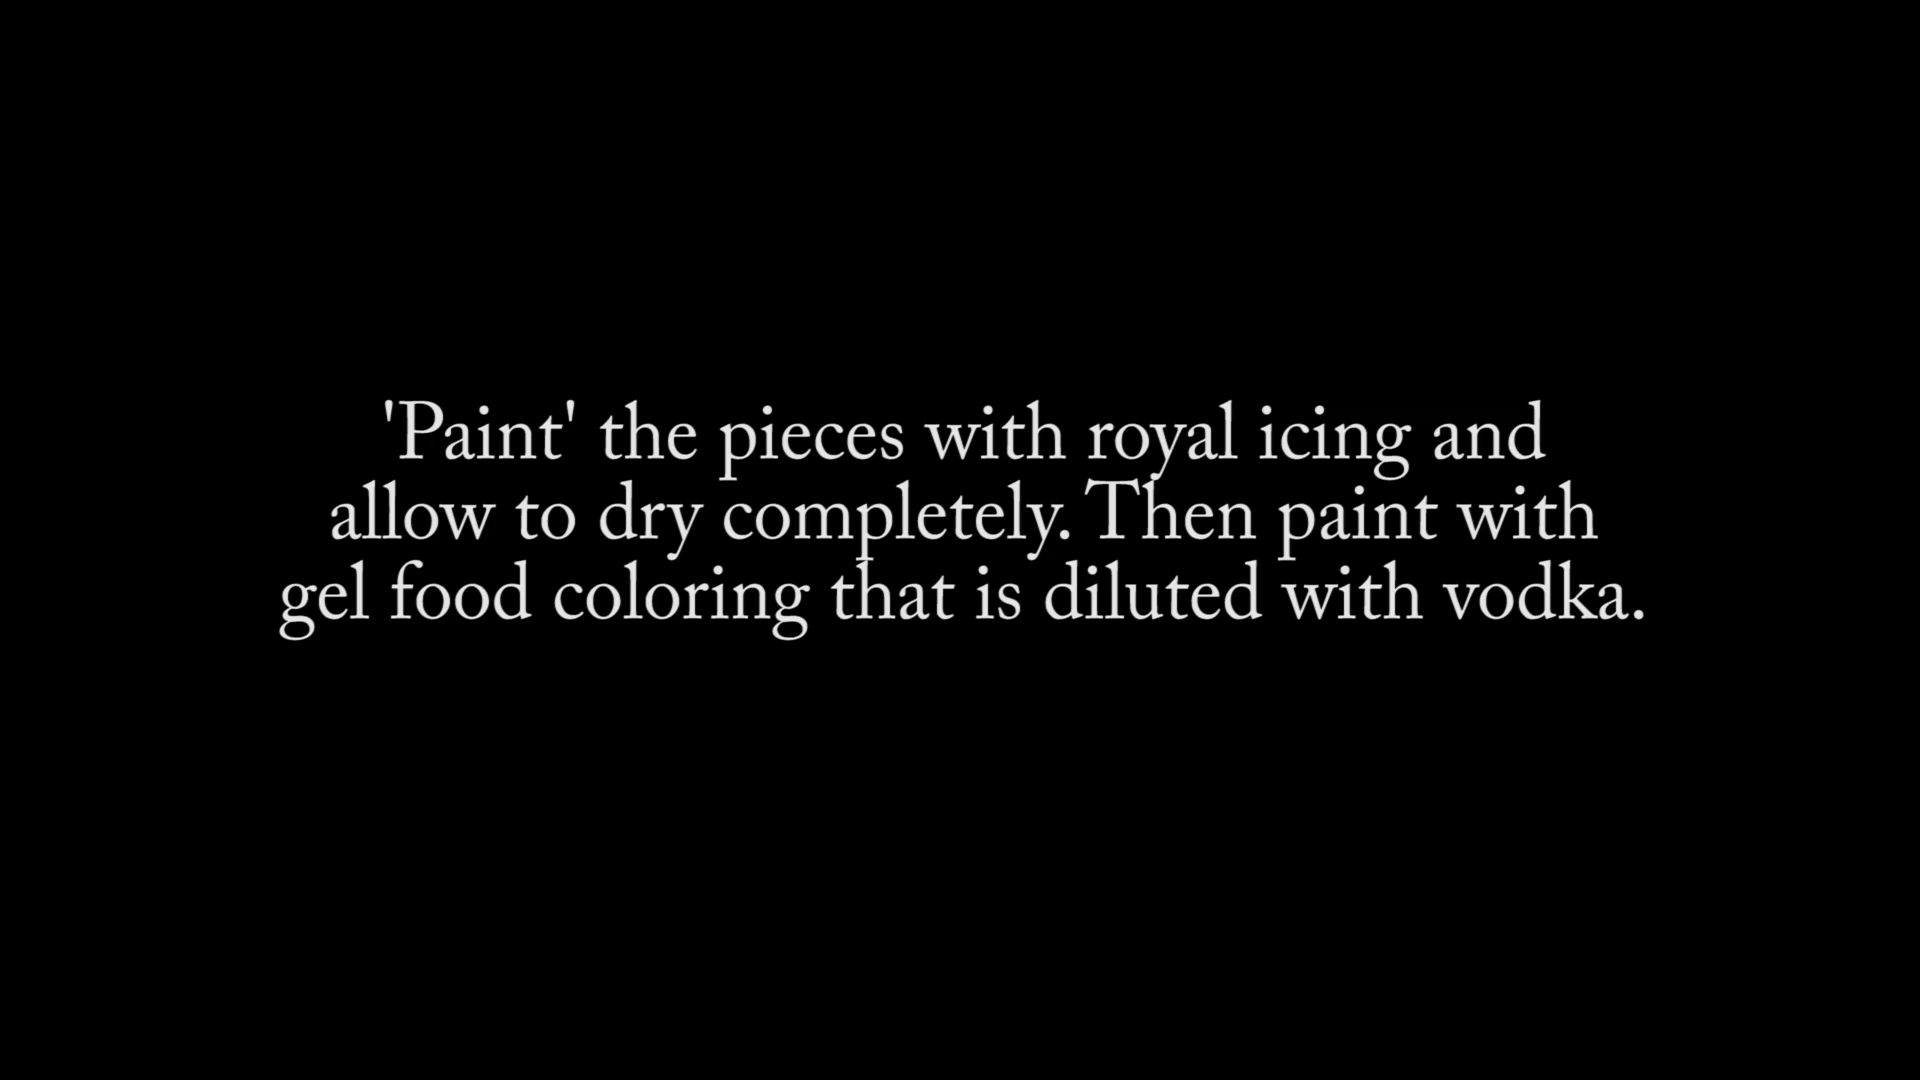 'Paint' the pieces with royal icing and
allow to dry completely. Then paint with
gel food coloring that is diluted with vodka.